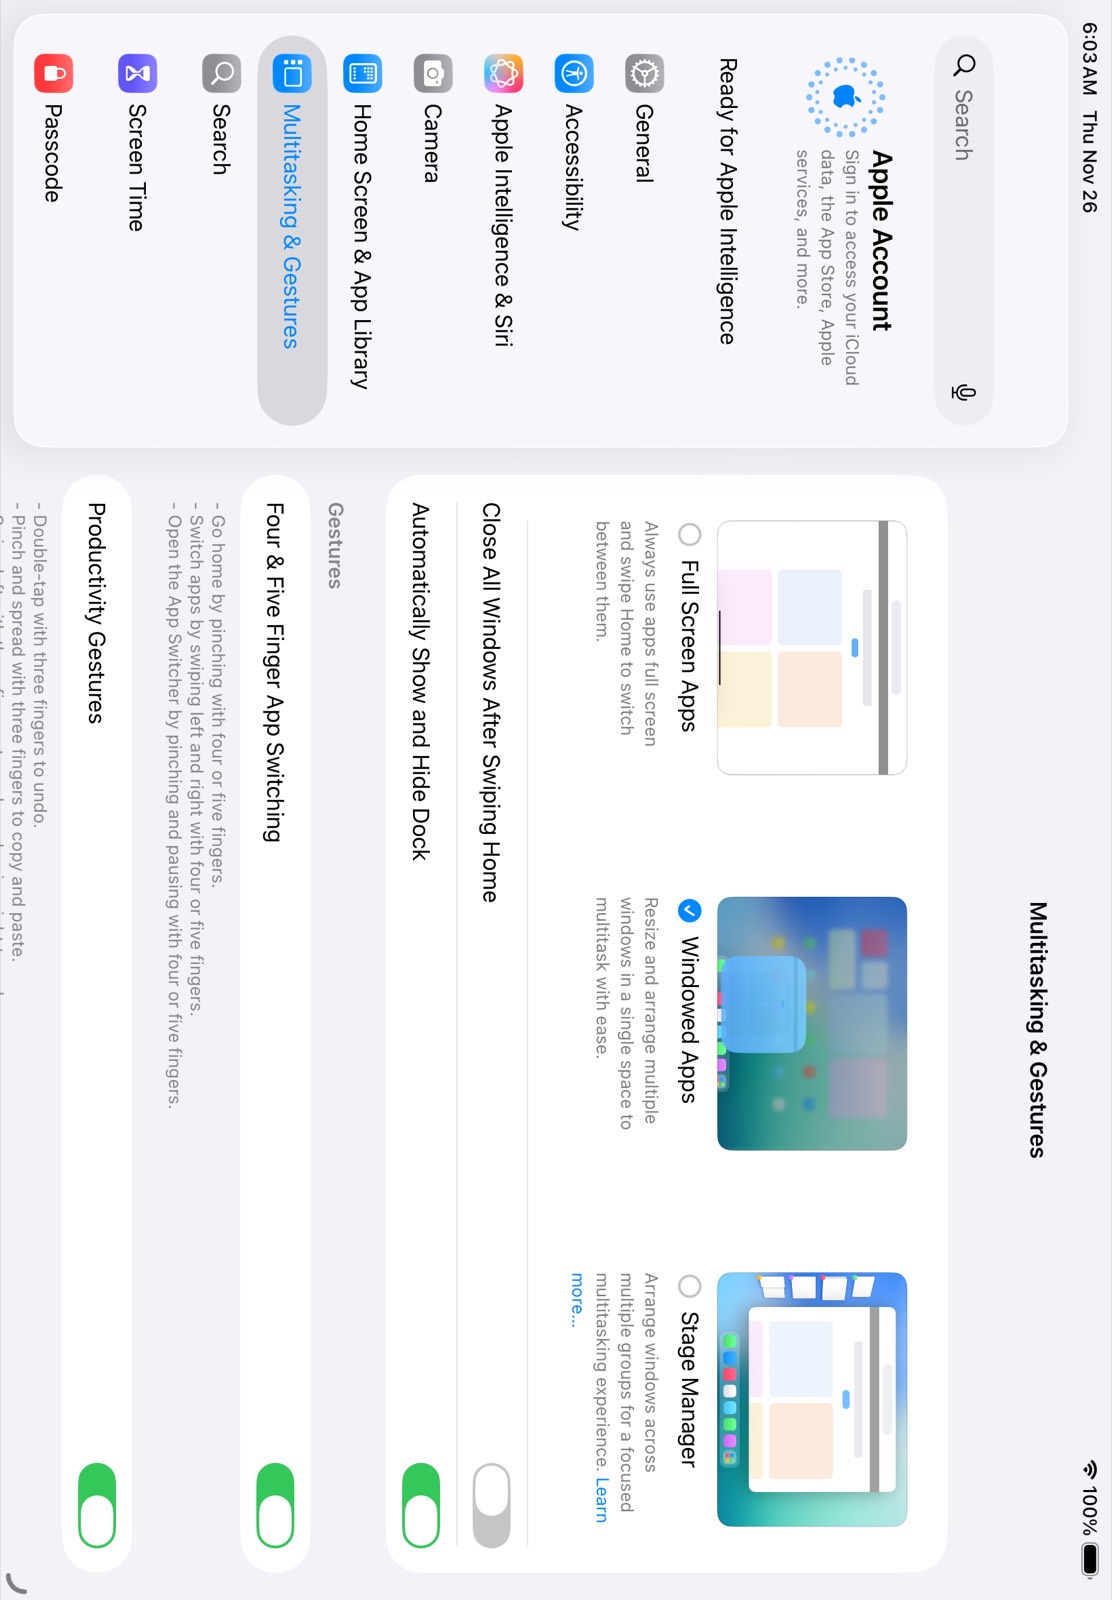 6:03 AM Thu Nov 26
100%
Search
Apple Account
Sign in to access your iCloud
data, the App Store, Apple
services, and more.
Ready for Apple Intelligence
General
Accessibility
Apple Intelligence & Siri
Camera
Home Screen & App Library
Multitasking & Gestures
Search
Screen Time
Passcode
Multitasking & Gestures
Full Screen Apps
Always use apps full screen
and swipe Home to switch
between them.
Windowed Apps
Resize and arrange multiple
windows in a single space to
multitask with ease.
Stage Manager
Arrange windows across
multiple groups for a focused
multitasking experience. Learn
more...
Close All Windows After Swiping Home
Automatically Show and Hide Dock
Gestures
Four & Five Finger App Switching
- Go home by pinching with four or five fingers.
- Switch apps by swiping left and right with four or five fingers.
- Open the App Switcher by pinching and pausing with four or five fingers.
Productivity Gestures
- Double-tap with three fingers to undo.
- Pinch and spread with three fingers to copy and paste.